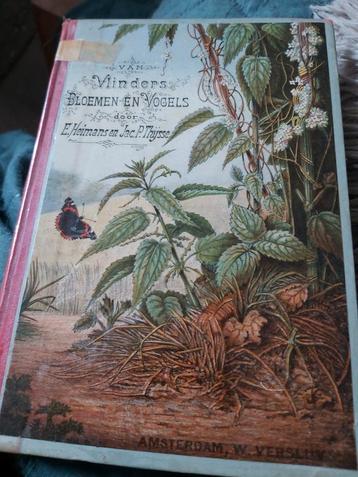 VAN
Vlinders
BLOEMEN EN VOGELS
door
E. Heimans en Jac. P. Thijsse
AMSTERDAM, W. VERSLUYS